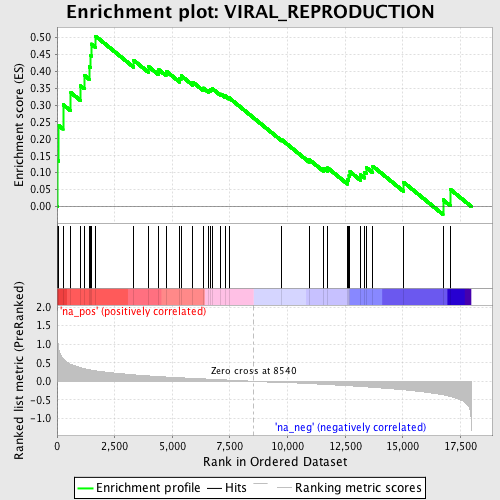 Enrichment plot: VIRAL_REPRODUCTION
Enrichment score (ES)
0.50
0.45
0.40
0.35
0.30
0.25
0.20
0.15
0.10
0.05
0.00
'na_pos' (positively correlated)
Ranked list metric (PreRanked)
2.0
1.5
1.0
0.5
0.0
-0.5
-1.0
Zero cross at 8540
'na_neg' (negatively correlated)
0
2,500
5,000
7,500
10,000
12,500
15,000
17,500
Rank in Ordered Dataset
Enrichment profile
Hits
Ranking metric scores